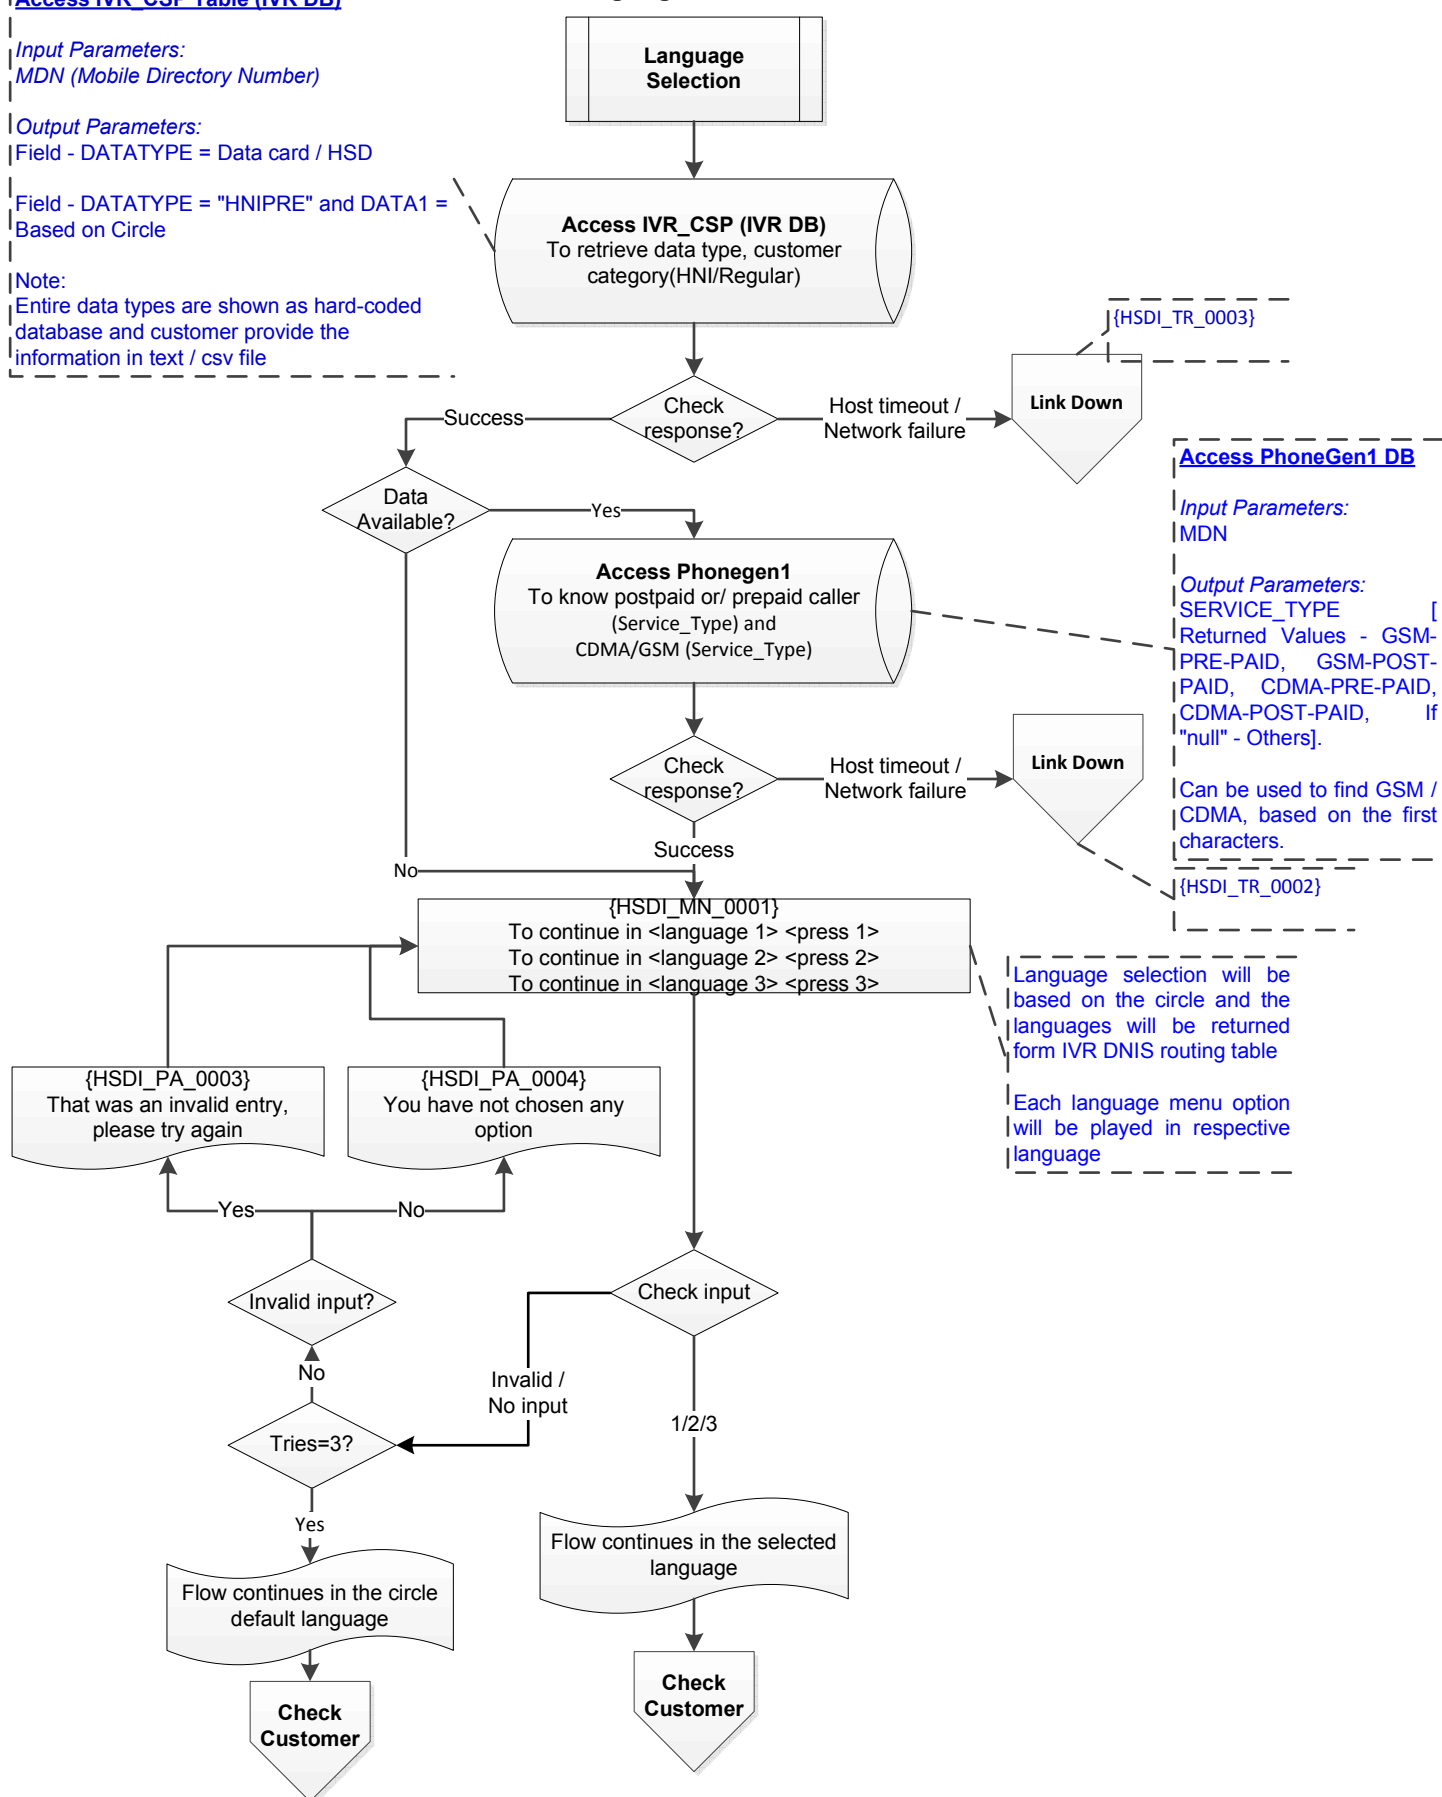 Access IVR_CSP Table (IVR DB)
Input Parameters:
MDN (Mobile Directory Number)
Output Parameters:
Field - DATATYPE = Data card / HSD
Field - DATATYPE = "HNIPRE" and DATA1 =
Based on Circle
Note:
Entire data types are shown as hard-coded
database and customer provide the
information in text / csv file
Language
Selection
Access IVR_CSP (IVR DB)
To retrieve data type, customer
category(HNI/Regular)
{HSDI_TR_0003}
Check
response?
Success
Host timeout /
Network failure
Link Down
Data
Available?
Yes
Access Phonegen1
To know postpaid or/ prepaid caller
(Service_Type) and
CDMA/GSM (Service_Type)
Access PhoneGen1 DB
Input Parameters:
MDN
Output Parameters:
SERVICE_TYPE [
Returned Values - GSM-
PRE-PAID, GSM-POST-
PAID, CDMA-PRE-PAID,
CDMA-POST-PAID, If
"null" - Others].
Can be used to find GSM /
CDMA, based on the first
characters.
Check
response?
Host timeout /
Network failure
Link Down
Success
No
{HSDI_TR_0002}
{HSDI_MN_0001}
To continue in <language 1> <press 1>
To continue in <language 2> <press 2>
To continue in <language 3> <press 3>
Language selection will be
based on the circle and the
languages will be returned
form IVR DNIS routing table
Each language menu option
will be played in respective
language
{HSDI_PA_0003}
That was an invalid entry,
please try again
{HSDI_PA_0004}
You have not chosen any
option
Yes
No
Invalid input?
Check input
No
Invalid /
No input
1/2/3
Tries=3?
Yes
Flow continues in the selected
language
Flow continues in the circle
default language
Check
Customer
Check
Customer